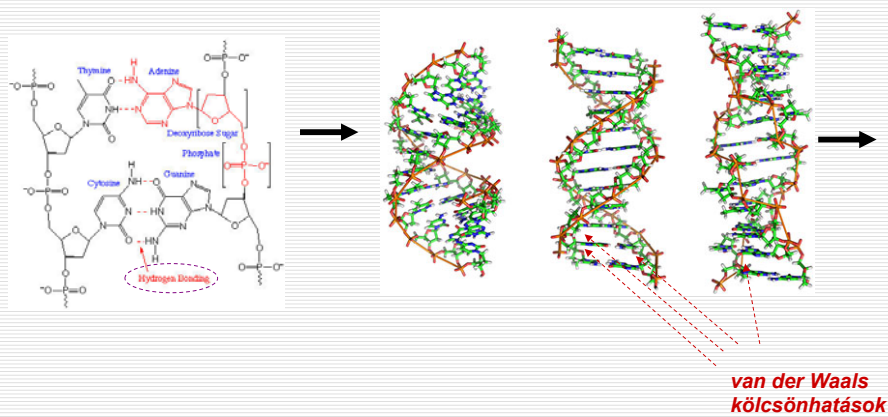 Thymine
Adenine
Deoxyribose Sugar
Phosphate
Cytosine
Guanine
Hydrogen Bonding
van der Waals
kölcsönhatások